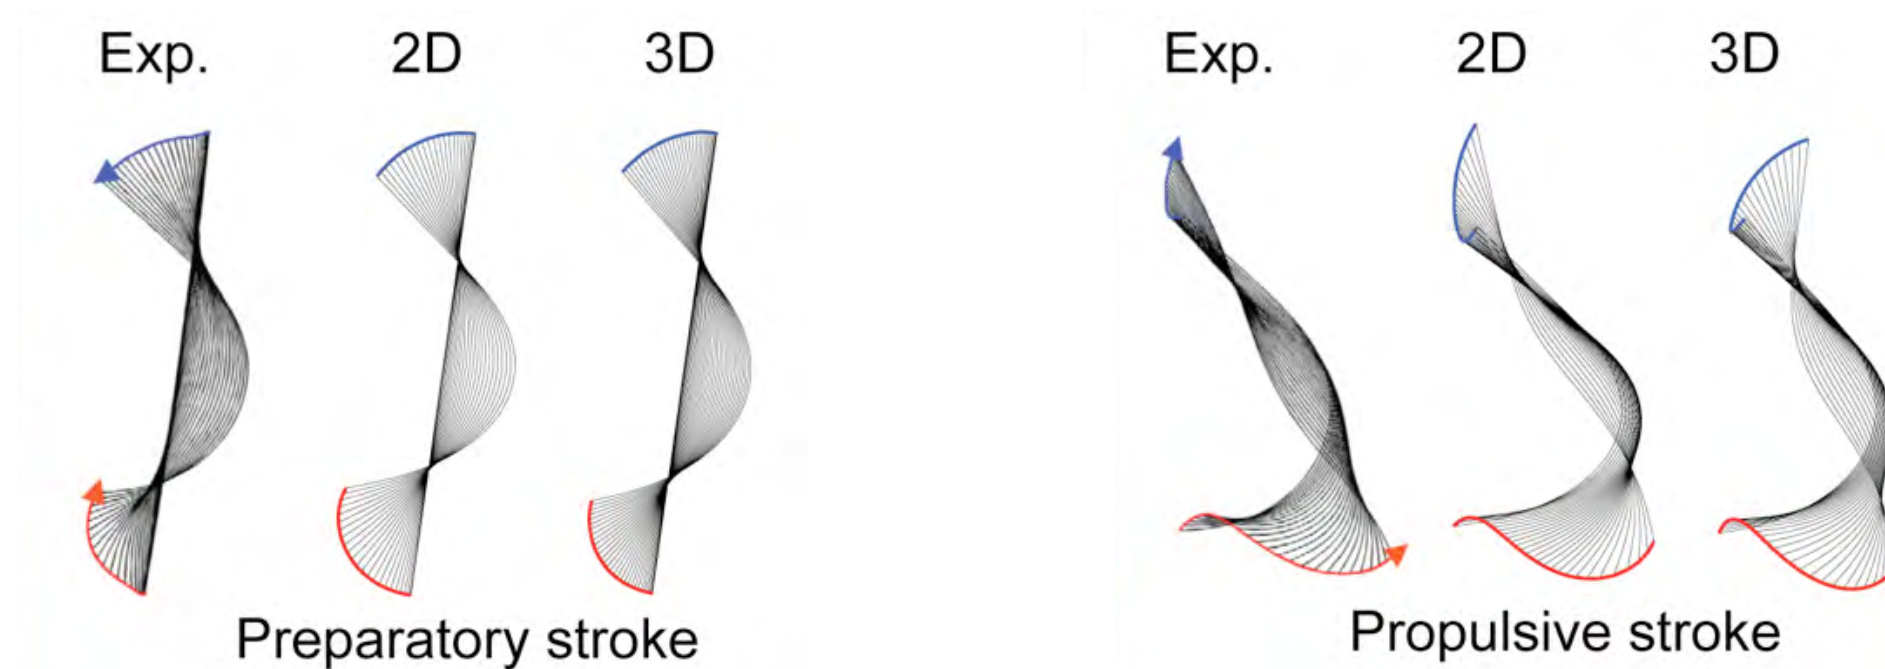 Exp. 2D 3D Exp. 2D 3D
Preparatory stroke Propulsive stroke